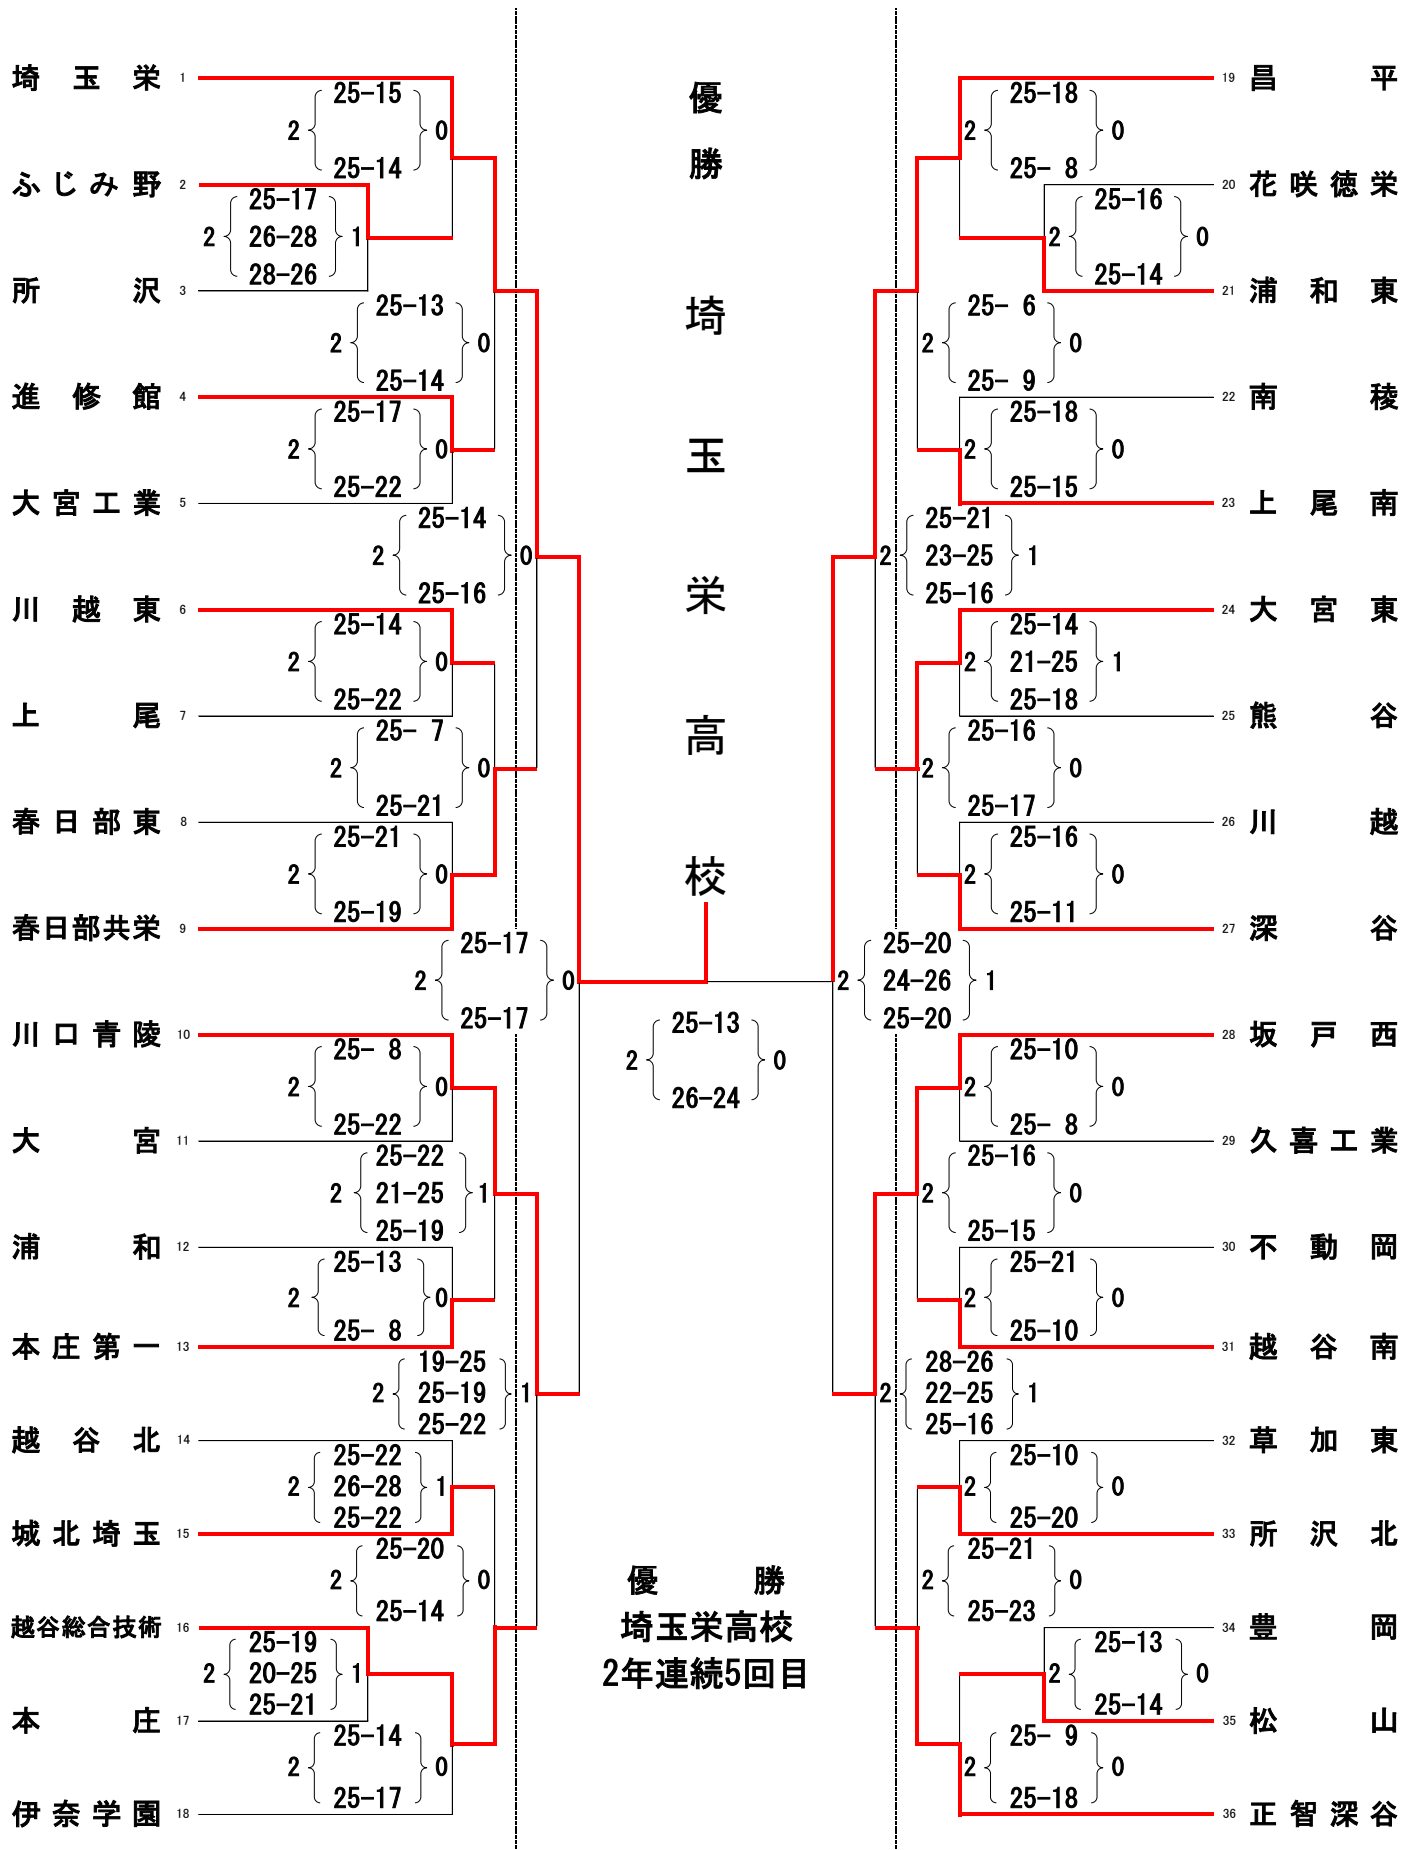 埼玉栄 1
25-15
2 0
25-14
ふじみ野 2
25-17
2 26-28 1
28-26
所沢 3
25-13
2 0
25-14
進修館 4
25-17
2 0
25-22
大宮工業 5
25-14
2 0
25-16
川越東 6
25-14
2 0
25-22
上尾 7
25- 7
2 0
25-21
春日部東 8
25-21
2 0
25-19
春日部共栄 9
25-17
2 0
25-17
川口青陵 10
25- 8
2 0
25-22
大宮 11
25-22
2 21-25 1
25-19
浦和 12
25-13
2 0
25- 8
本庄第一 13
19-25
2 25-19 1
25-22
越谷北 14
25-22
2 26-28 1
25-22
城北埼玉 15
25-20
2 0
25-14
越谷総合技術 16
25-19
2 20-25 1
25-21
本庄 17
25-14
2 0
25-17
伊奈学園 18
優勝
埼玉栄高校
25-13
2 0
26-24
優勝
埼玉栄高校
2年連続5回目
19 昌平
25-18
2 0
25- 8
20 花咲徳栄
25-16
2 0
25-14
21 浦和東
25- 6
2 0
25- 9
22 南稜
25-18
2 0
25-15
23 上尾南
25-21
2 23-25 1
25-16
24 大宮東
25-14
2 21-25 1
25-18
25 熊谷
25-16
2 0
25-17
26 川越
25-16
2 0
25-11
27 深谷
25-20
2 24-26 1
25-20
28 坂戸西
25-10
2 0
25- 8
29 久喜工業
25-16
2 0
25-15
30 不動岡
25-21
2 0
25-10
31 越谷南
28-26
2 22-25 1
25-16
32 草加東
25-10
2 0
25-20
33 所沢北
25-21
2 0
25-23
34 豊岡
25-13
2 0
25-14
35 松山
25- 9
2 0
25-18
36 正智深谷